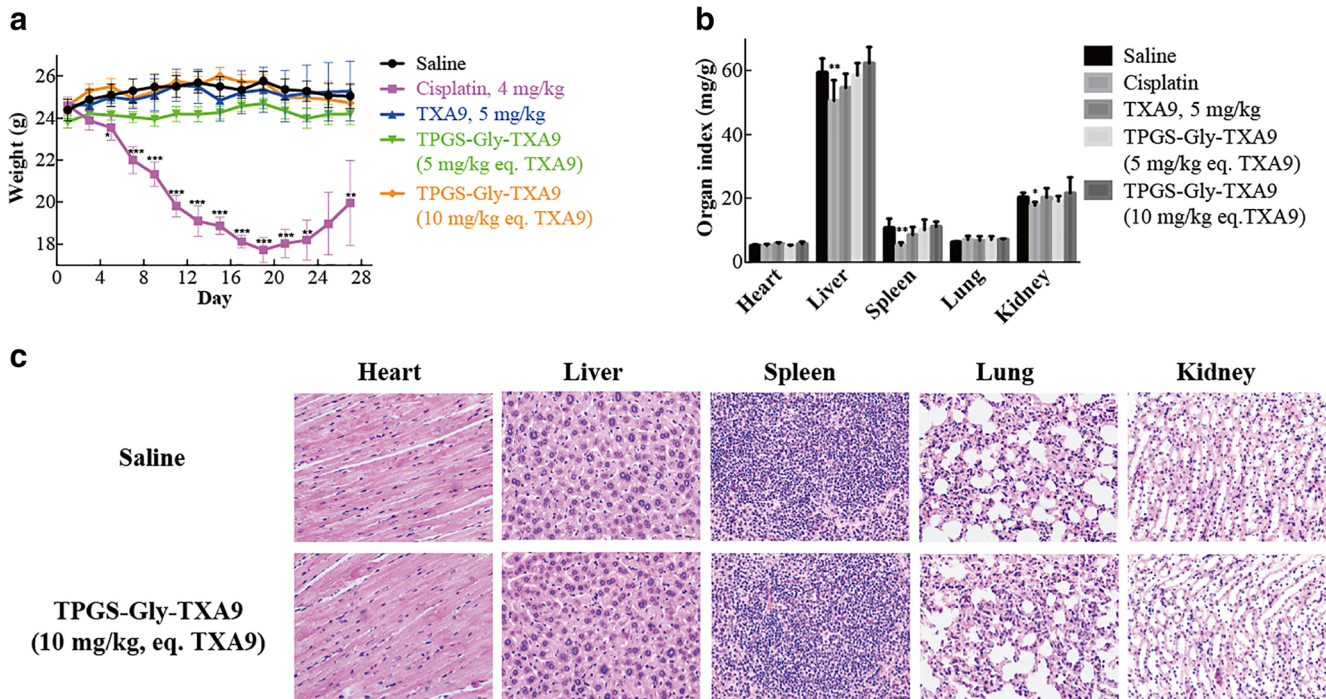 a
26
24
22
20
18
Weight (g)
0
4
8
12
16
20
24
28
Day
*
***
***
***
***
***
***
***
***
**
**
Saline
Cisplatin, 4 mg/kg
TXA9, 5 mg/kg
TPGS-Gly-TXA9
(5 mg/kg eq. TXA9)
TPGS-Gly-TXA9
(10 mg/kg eq. TXA9)
b
60
40
20
0
Organ index (mg/g)
**
**
*
Heart
Liver
Spleen
Lung
Kidney
Saline
Cisplatin
TXA9, 5 mg/kg
TPGS-Gly-TXA9
(5 mg/kg eq. TXA9)
TPGS-Gly-TXA9
(10 mg/kg eq.TXA9)
c
Heart
Liver
Spleen
Lung
Kidney
Saline
TPGS-Gly-TXA9
(10 mg/kg, eq. TXA9)